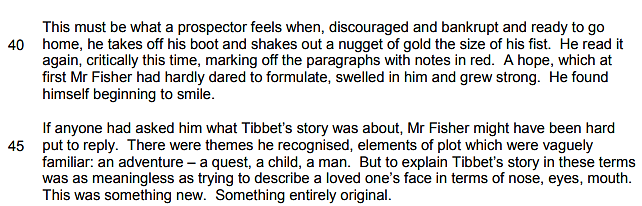 This must be what a prospector feels when, discouraged and bankrupt and ready to go
40 home, he takes off his boot and shakes out a nugget of gold the size of his fist. He read it
again, critically this time, marking off the paragraphs with notes in red. A hope, which at
first Mr Fisher had hardly dared to formulate, swelled in him and grew strong. He found
himself beginning to smile.
If anyone had asked him what Tibbet’s story was about, Mr Fisher might have been hard
45 put to reply. There were themes he recognised, elements of plot which were vaguely
familiar: an adventure – a quest, a child, a man. But to explain Tibbet’s story in these terms
was as meaningless as trying to describe a loved one’s face in terms of nose, eyes, mouth.
This was something new. Something entirely original.